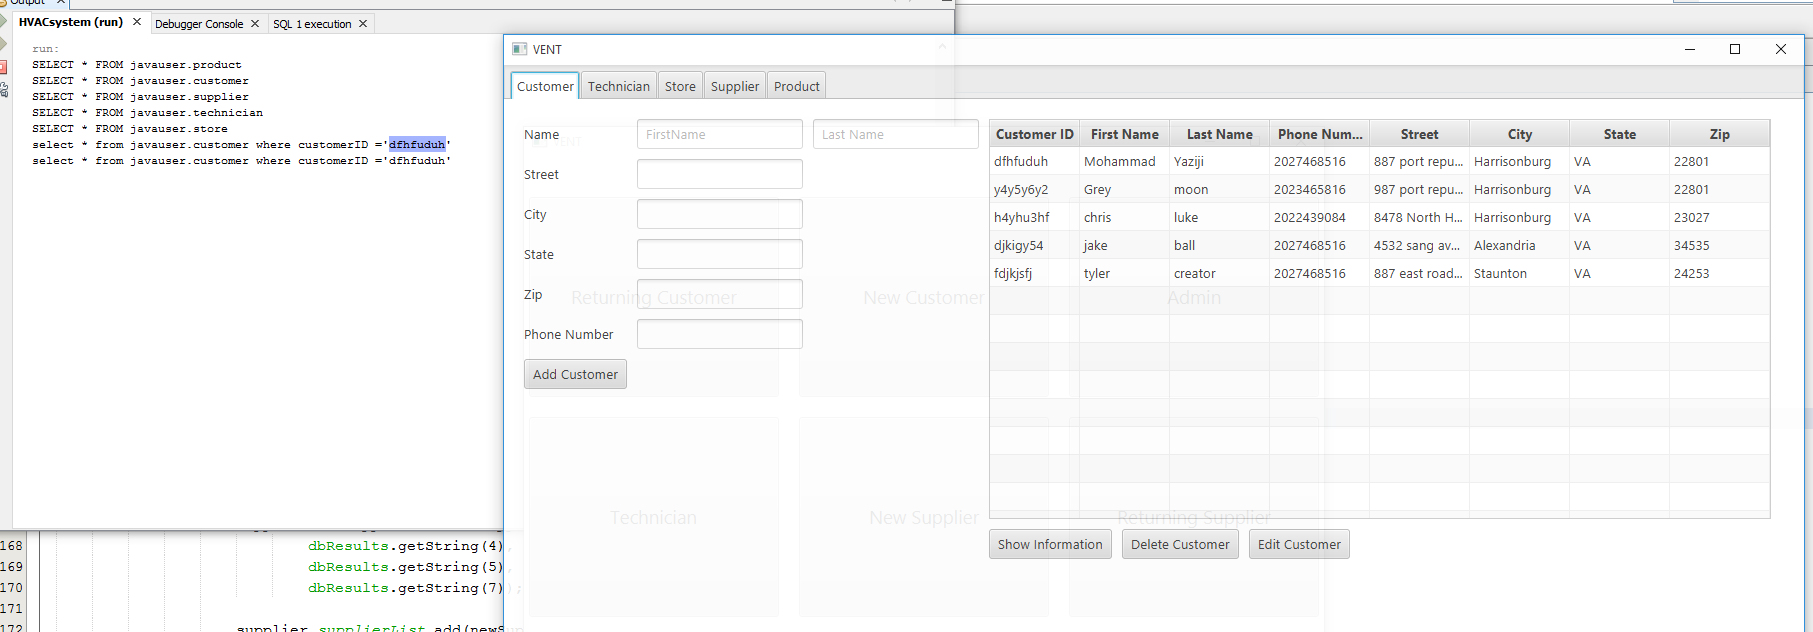 Output
HVACsystem (run)
Debugger Console
SQL 1 execution
run:
SELECT * FROM javauser.product
SELECT * FROM javauser.customer
SELECT * FROM javauser.supplier
SELECT * FROM javauser.technician
SELECT * FROM javauser.store
select * from javauser.customer where customerID ='dfhfuduh'
select * from javauser.customer where customerID ='dfhfuduh'
168 dbResults.getString(4),
169 dbResults.getString(5),
170 dbResults.getString(7));
171
172 supplier.supplierList.add(newSup
VENT
Customer Technician Store Supplier Product
Name FirstName Last Name
Street
City
State
Zip
Phone Number
Add Customer
Returning Customer New Customer Admin
Technician New Supplier Returning Supplier
Customer ID First Name Last Name Phone Num... Street City State Zip
dfhfuduh Mohammad Yaziji 2027468516 887 port repu... Harrisonburg VA 22801
y4y5y6y2 Grey moon 2023465816 987 port repu... Harrisonburg VA 22801
h4yhu3hf chris luke 2022439084 8478 North H... Harrisonburg VA 23027
djkigy54 jake ball 2027468516 4532 sang av... Alexandria VA 34535
fdjkjsfj tyler creator 2027468516 887 east road... Staunton VA 24253
Show Information Delete Customer Edit Customer